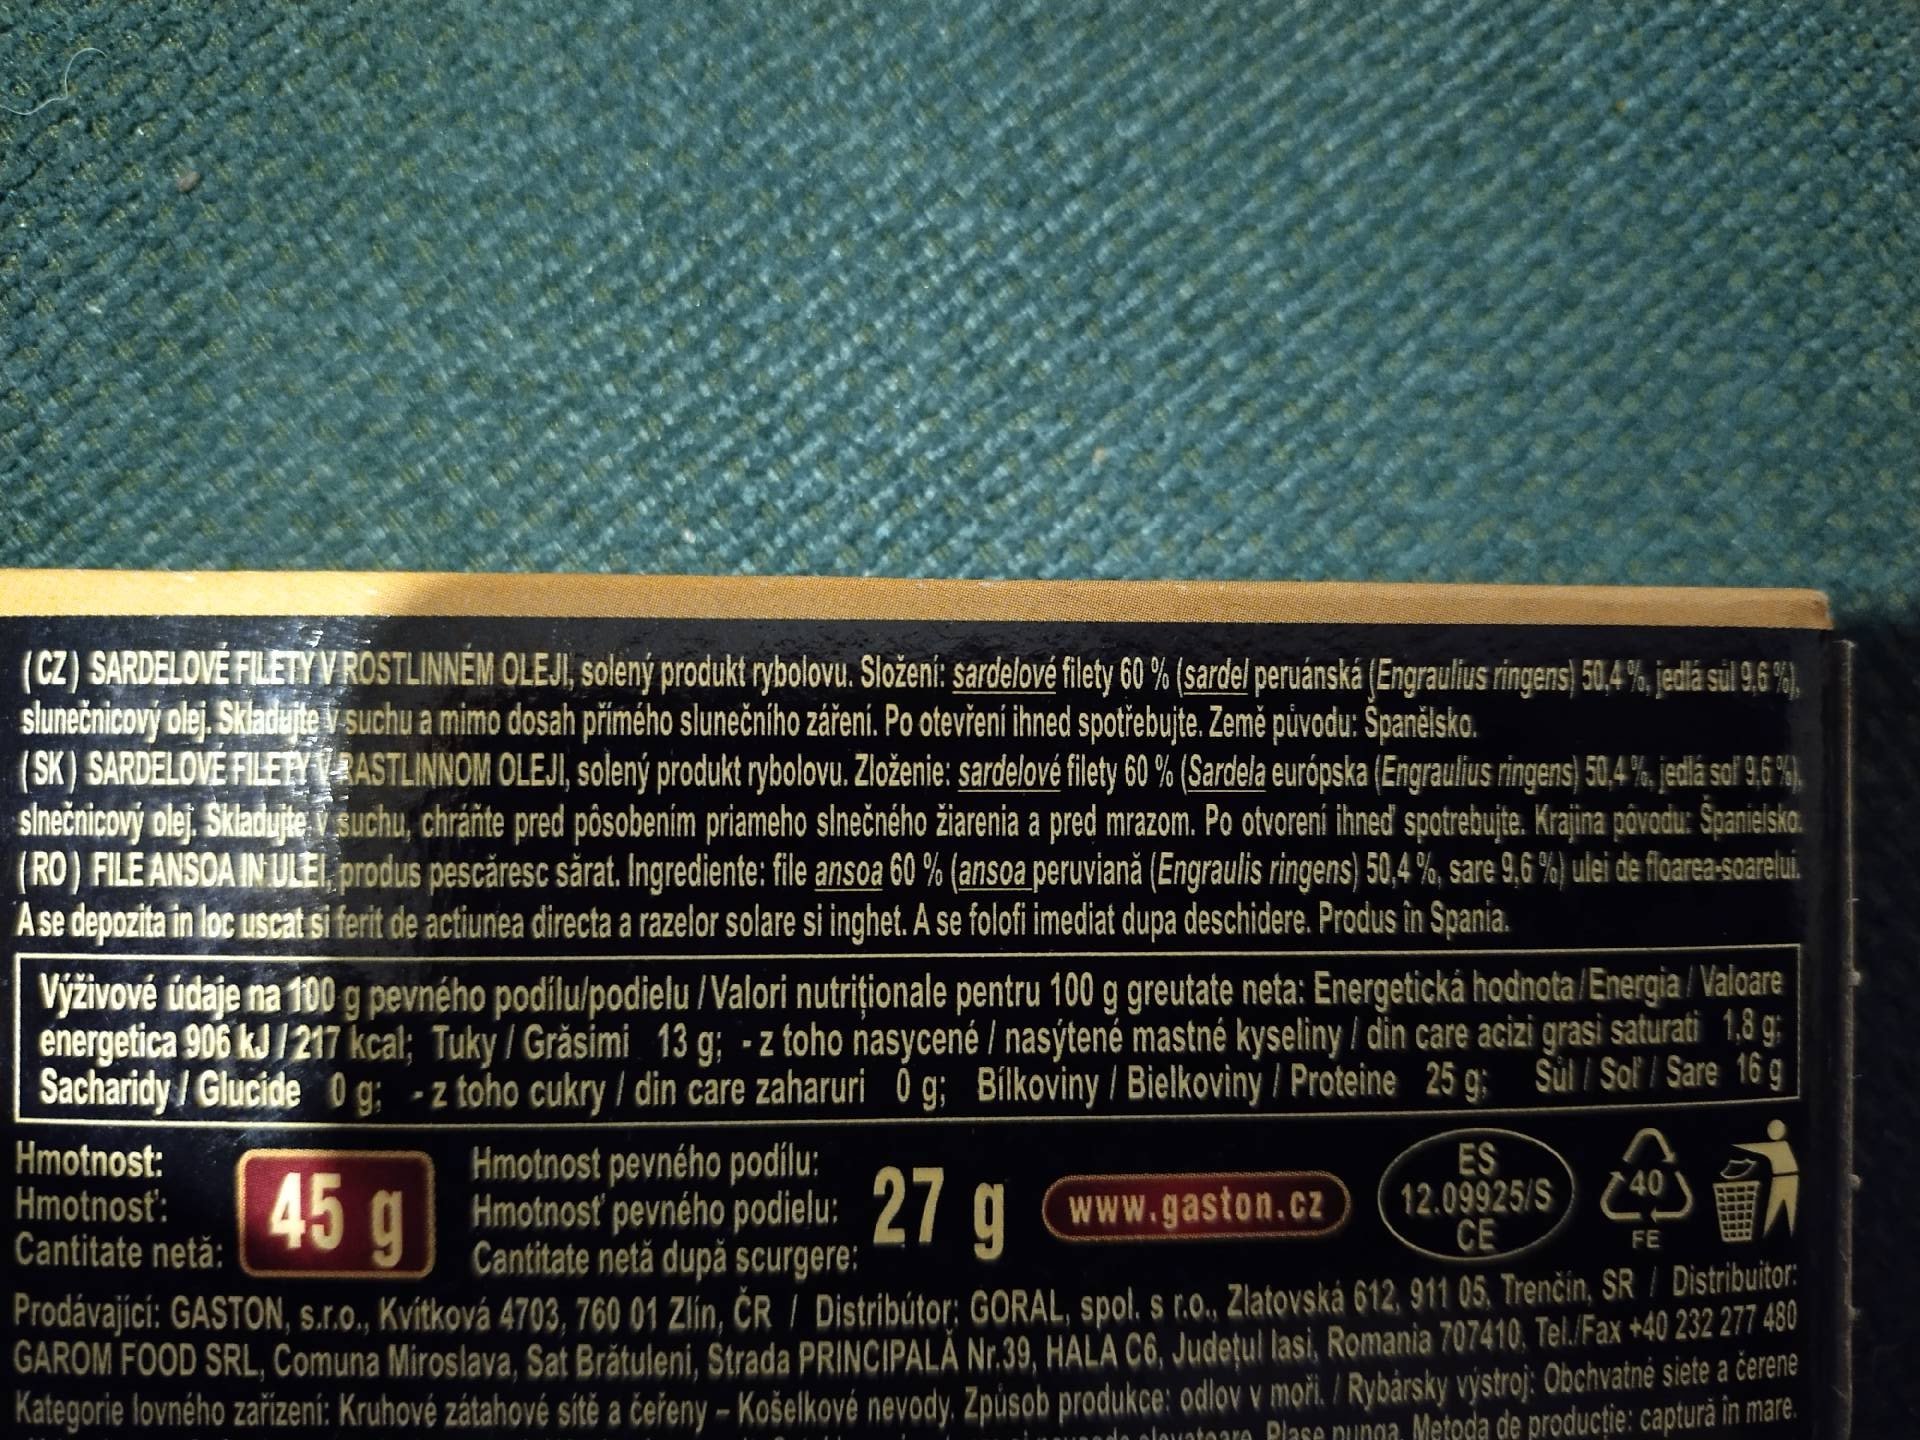 (CZ) SARDELOVÉ FILETY V ROSTLINNÉM OLEJI, solený produkt rybolovu. Složení: sardelové filety 60 % (sardel peruánská (Engraulius ringens) 50,4 %, jedlá sůl 9,6 %),
slunečnicový olej. Skladujte v suchu a mimo dosah přímého slunečního záření. Po otevření ihned spotřebujte. Země původu: Španělsko.
(SK) SARDELOVÉ FILETY V RASTLINNOM OLEJI, solený produkt rybolovu. Zloženie: sardelové filety 60 % (Sardela európska (Engraulius ringens) 50,4 %, jedlá soľ 9,6 %),
slnečnicový olej. Skladujte v suchu, chráňte pred pôsobením priameho slnečného žiarenia a pred mrazom. Po otvorení ihneď spotrebujte. Krajina pôvodu: Španielsko.
(RO) FILE ANSOA IN ULEI, produs pescăresc sărat. Ingrediente: file ansoa 60 % (ansoa peruviană (Engraulis ringens) 50,4 %, sare 9,6 %) ulei de floarea-soarelui.
A se depozita in loc uscat si ferit de actiunea directa a razelor solare si inghet. A se folofi imediat dupa deschidere. Produs în Spania.
Výživové údaje na 100 g pevného podílu/podielu / Valori nutriționale pentru 100 g greutate neta: Energetická hodnota / Energia / Valoare
energetica 906 kJ / 217 kcal; Tuky / Grăsimi 13 g; - z toho nasycené / nasýtené mastné kyseliny / din care acizi grasi saturati 1,8 g;
Sacharidy / Glucide 0 g; - z toho cukry / din care zaharuri 0 g; Bílkoviny / Bielkoviny / Proteine 25 g; Sůl / Soľ / Sare 16 g
Hmotnost:
Hmotnosť:
Cantitate netă:
45 g
Hmotnost pevného podílu:
Hmotnosť pevného podielu:
Cantitate netă după scurgere:
27 g
www.gaston.cz
ES
12.09925/S
CE
40
FE
Prodávající: GASTON, s.r.o., Kvítková 4703, 760 01 Zlín, ČR / Distribútor: GORAL, spol. s r.o., Zlatovská 612, 911 05, Trenčín, SR / Distribuitor:
GAROM FOOD SRL, Comuna Miroslava, Sat Brătuleni, Strada PRINCIPALĂ Nr.39, HALA C6, Județul Iasi, Romania 707410, Tel./Fax +40 232 277 480
Kategorie lovného zařízení: Kruhové zátahové sítě a čeřeny – Košelkové nevody. Způsob produkce: odlov v moři. / Rybársky výstroj: Obchvatné siete a čerene
Plase pungă. Metoda de producție: captură în mare.